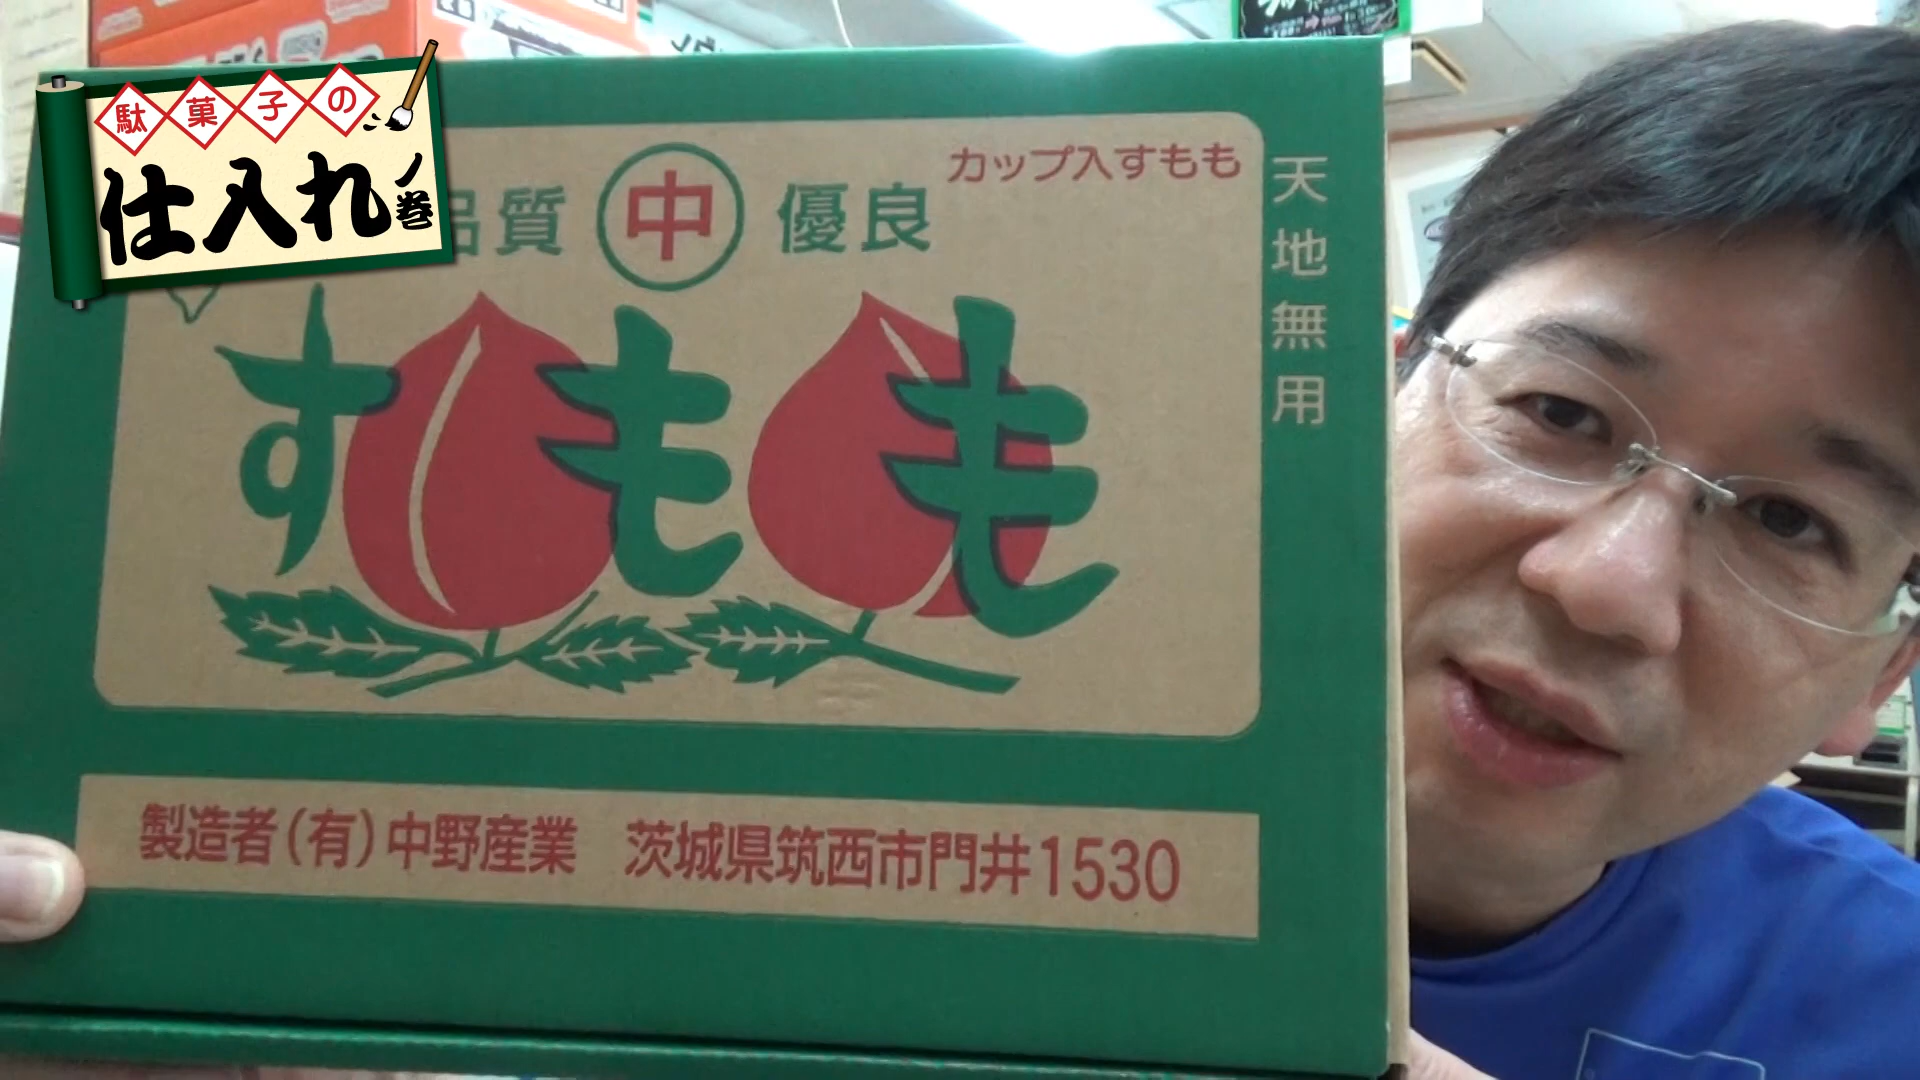 駄菓子の
仕入れノ巻
品質 中 優良
カップ入すもも
天地無用
すもも
製造者(有)中野産業 茨城県筑西市門井1530